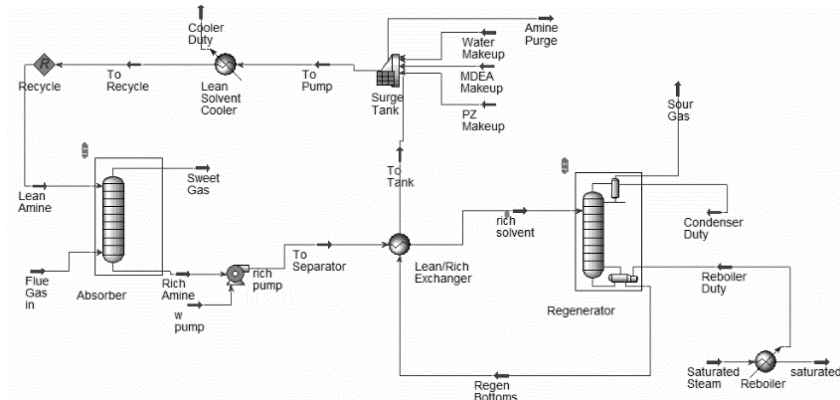 Cooler
Duty
Amine
Purge
Water
Makeup
MDEA
Makeup
PZ
Makeup
Surge
Tank
To
Pump
Lean
Solvent
Cooler
To
Recycle
R
Recycle
Sour
Gas
Sweet
Gas
Lean
Amine
To
Tank
rich
solvent
Condenser
Duty
To
Separator
Lean/Rich
Exchanger
Flue
Gas
in
Absorber
Rich
Amine
rich
pump
w
pump
Regenerator
Reboiler
Duty
Regen
Bottoms
Saturated
Steam
Reboiler
saturated